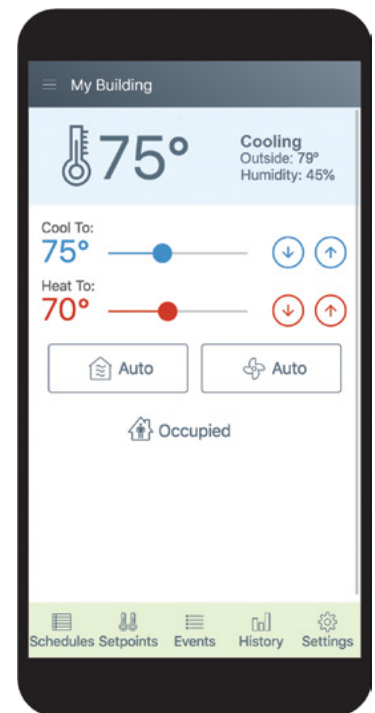 My Building
75°
Cooling
Outside: 79°
Humidity: 45%
Cool To:
75°
Heat To:
70°
Auto
Auto
Occupied
Schedules Setpoints Events History Settings